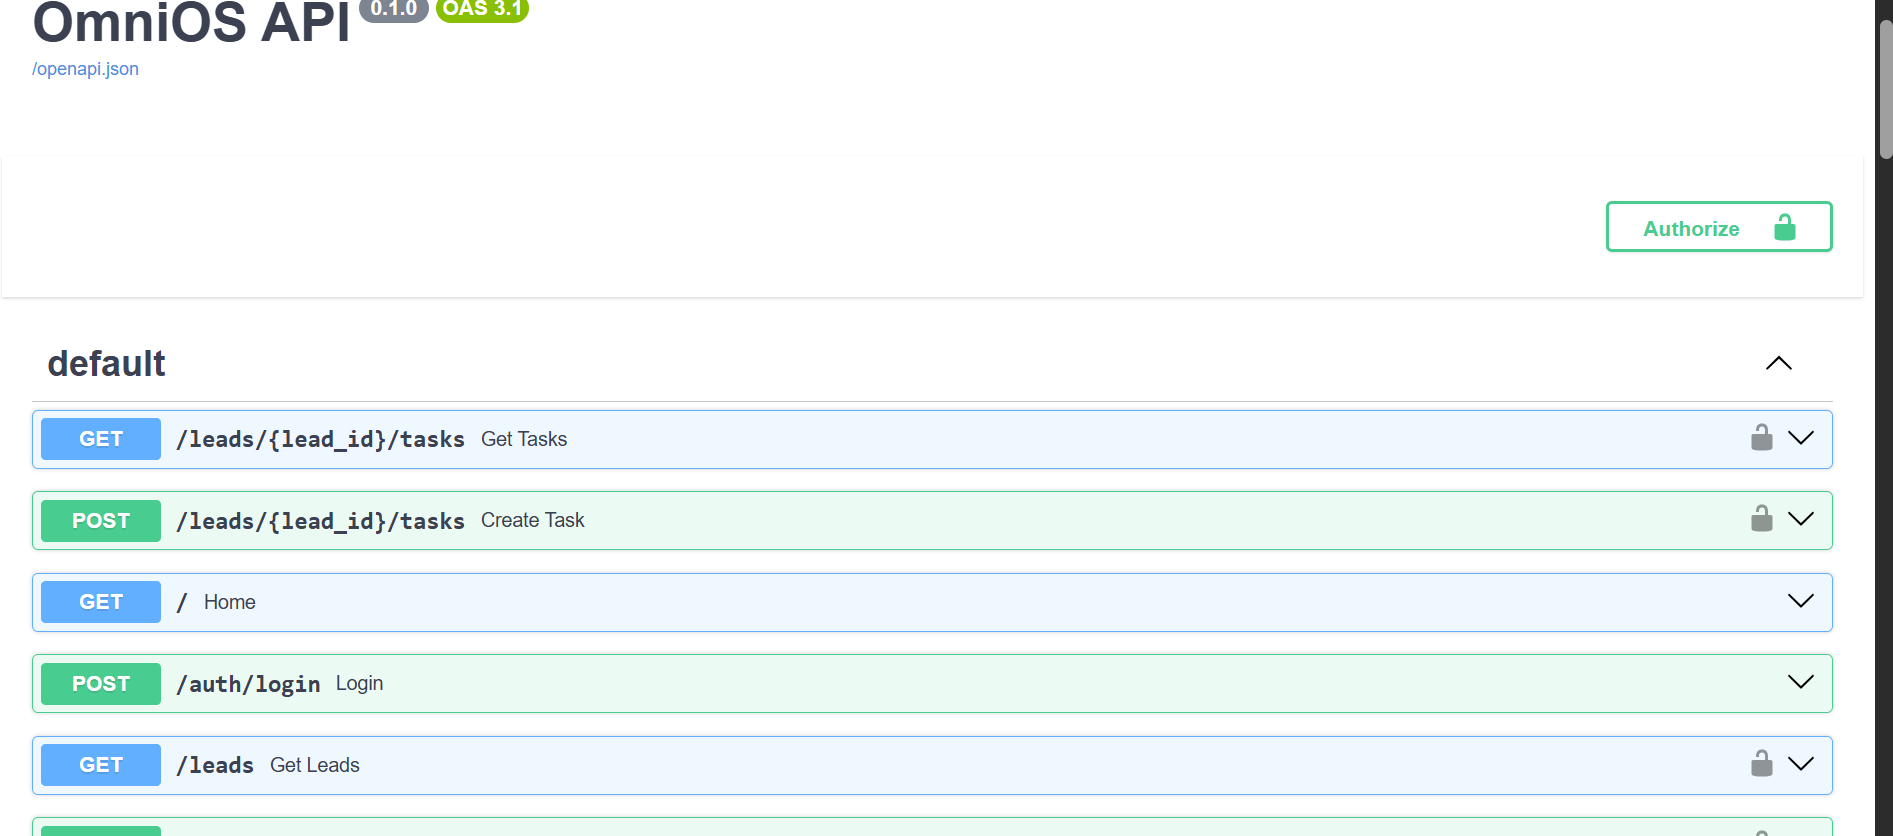 OmniOS API 0.1.0 OAS 3.1
/openapi.json
Authorize
default
GET /leads/{lead_id}/tasks Get Tasks
POST /leads/{lead_id}/tasks Create Task
GET / Home
POST /auth/login Login
GET /leads Get Leads